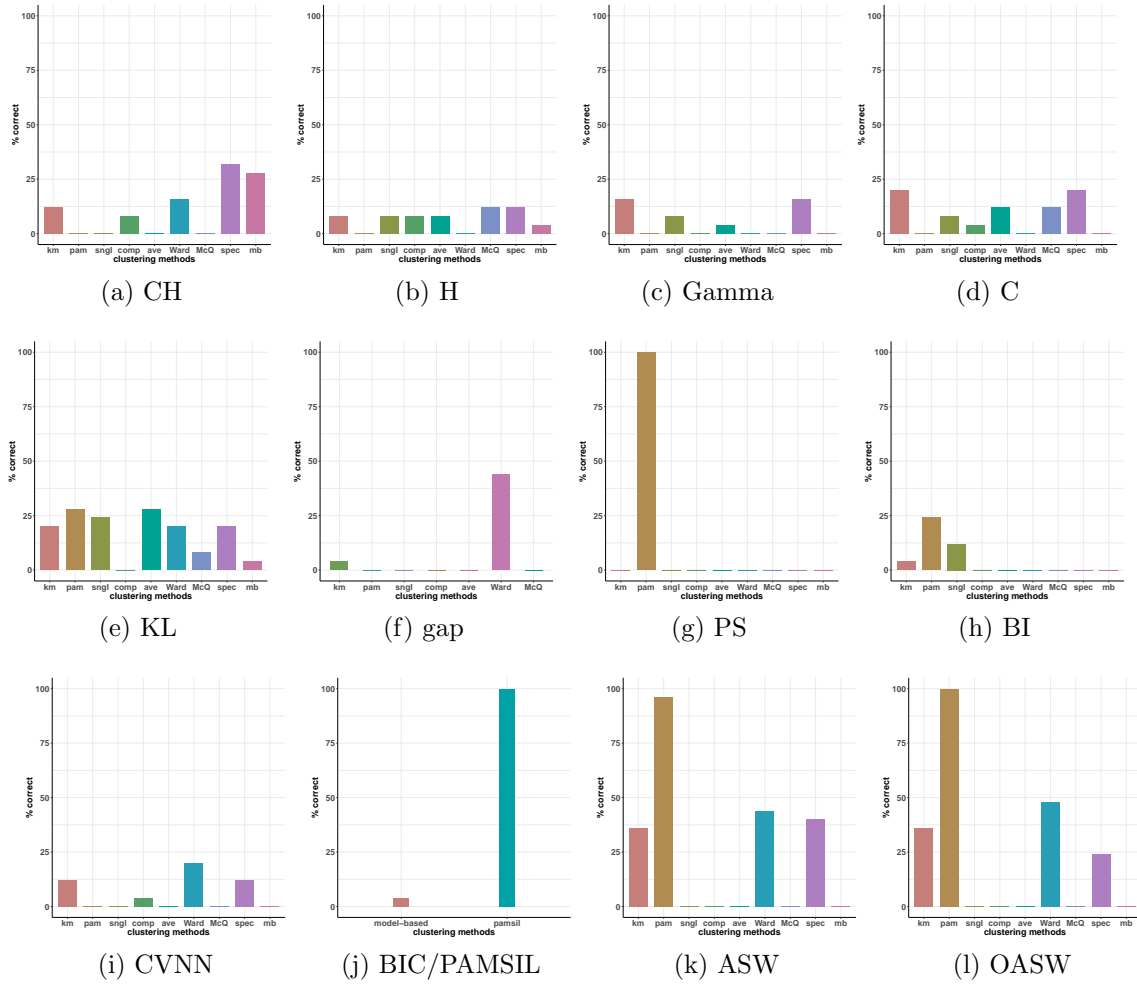 100
75
50
25
0
% correct
km pam sngl comp ave Ward McQ spec mb
clustering methods
(a) CH
100
75
50
25
0
% correct
km pam sngl comp ave Ward McQ spec mb
clustering methods
(b) H
100
75
50
25
0
% correct
km pam sngl comp ave Ward McQ spec mb
clustering methods
(c) Gamma
100
75
50
25
0
% correct
km pam sngl comp ave Ward McQ spec mb
clustering methods
(d) C
100
75
50
25
0
% correct
km pam sngl comp ave Ward McQ spec mb
clustering methods
(e) KL
100
75
50
25
0
% correct
km pam sngl comp ave Ward McQ
clustering methods
(f) gap
100
75
50
25
0
% correct
km pam sngl comp ave Ward McQ spec mb
clustering methods
(g) PS
100
75
50
25
0
% correct
km pam sngl comp ave Ward McQ spec mb
clustering methods
(h) BI
100
75
50
25
0
% correct
km pam sngl comp ave Ward McQ spec mb
clustering methods
(i) CVNN
100
75
50
25
0
% correct
model-based pamsil
clustering methods
(j) BIC/PAMSIL
100
75
50
25
0
% correct
km pam sngl comp ave Ward McQ spec mb
clustering methods
(k) ASW
100
75
50
25
0
% correct
km pam sngl comp ave Ward McQ spec mb
clustering methods
(l) OASW